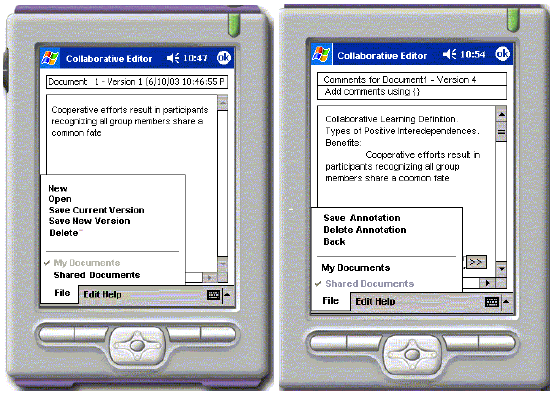 Collaborative Editor 10:47 ok
Document 1 - Version 1 (6/10/03 10:46:55 P
Cooperative efforts result in participants
recognizing all group members share a
common fate
New
Open
Save Current Version
Save New Version
Delete
✓ My Documents
Shared Documents
File Edit Help
Collaborative Editor 10:54 ok
Comments for Document1 - Version 4
Add comments using {}
Collaborative Learning Definition.
Types of Positive Interedependences.
Benefits:
Cooperative efforts result in
participants recognizing all group
members share a coomon fate
Save Annotation
Delete Annotation
Back
>>
My Documents
✓ Shared Documents
File Edit Help